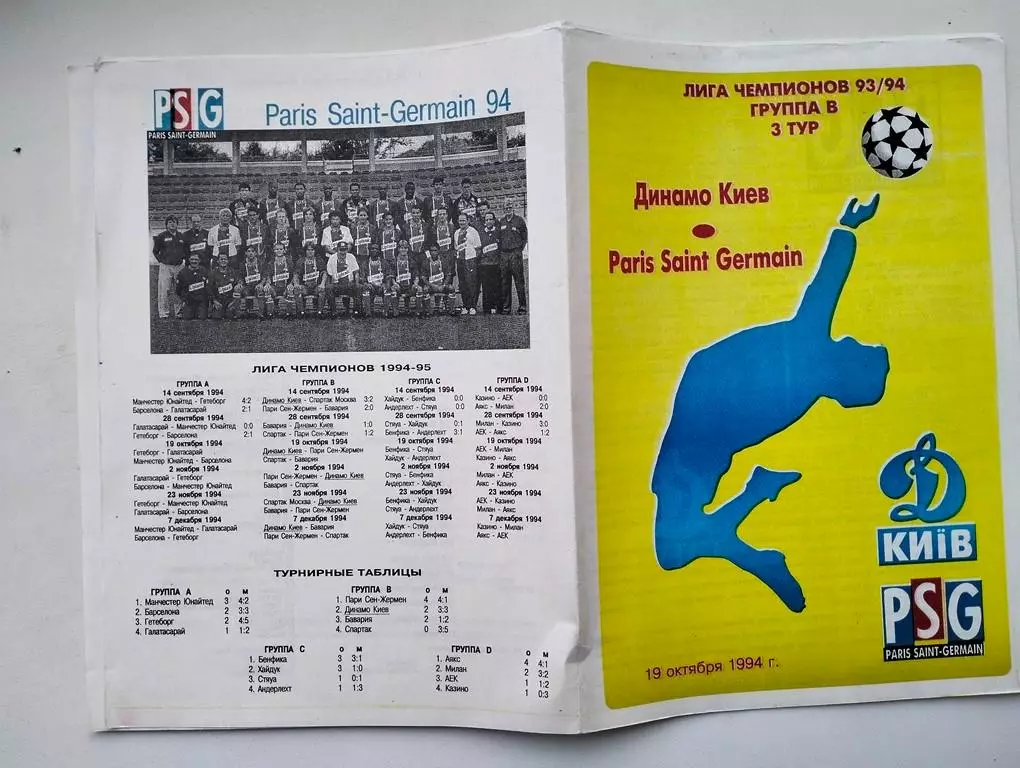 PSG
PARIS SAINT-GERMAIN
Paris Saint-Germain 94
ЛИГА ЧЕМПИОНОВ 1994-95
ГРУППА A
14 сентября 1994
Манчестер Юнайтед - Гетеборг 4:2
Барселона - Галатасарай 2:1
28 сентября 1994
Галатасарай - Манчестер Юнайтед 0:0
Гетеборг - Барселона 2:1
19 октября 1994
Гетеборг - Галатасарай
Манчестер Юнайтед - Барселона
2 ноября 1994
Галатасарай - Гетеборг
Барселона - Манчестер Юнайтед
23 ноября 1994
Гетеборг - Манчестер Юнайтед
Галатасарай - Барселона
7 декабря 1994
Манчестер Юнайтед - Галатасарай
Барселона - Гетеборг
ГРУППА B
14 сентября 1994
Динамо Киев - Спартак Москва 3:2
Пари Сен-Жермен - Бавария 2:0
28 сентября 1994
Бавария - Динамо Киев 1:0
Спартак - Пари Сен-Жермен 1:2
19 октября 1994
Динамо Киев - Пари Сен-Жермен
Спартак - Бавария
2 ноября 1994
Пари Сен-Жермен - Динамо Киев
Бавария - Спартак
23 ноября 1994
Спартак Москва - Динамо Киев
Бавария - Пари Сен-Жермен
7 декабря 1994
Динамо Киев - Бавария
Пари Сен-Жермен - Спартак
ГРУППА C
14 сентября 1994
Хайдук - Бенфика 0:0
Андерлехт - Стяуа 0:0
28 сентября 1994
Стяуа - Хайдук 0:1
Бенфика - Андерлехт 3:1
19 октября 1994
Бенфика - Стяуа
Хайдук - Андерлехт
2 ноября 1994
Стяуа - Бенфика
Андерлехт - Хайдук
23 ноября 1994
Бенфика - Хайдук
Стяуа - Андерлехт
7 декабря 1994
Хайдук - Стяуа
Андерлехт - Бенфика
ГРУППА D
14 сентября 1994
Казино - АЕК 0:0
Аякс - Милан 2:0
28 сентября 1994
Милан - Казино 3:0
АЕК - Аякс 1:2
19 октября 1994
Милан - АЕК
Казино - Аякс
2 ноября 1994
АЕК - Милан
Аякс - Казино
23 ноября 1994
АЕК - Казино
Милан - Аякс
7 декабря 1994
Казино - Милан
Аякс - АЕК
ТУРНИРНЫЕ ТАБЛИЦЫ
ГРУППА A о м
1. Манчестер Юнайтед 3 4:2
2. Барселона 2 3:3
3. Гетеборг 2 4:5
4. Галатасарай 1 1:2
ГРУППА B о м
1. Пари Сен-Жермен 4 4:1
2. Динамо Киев 2 3:3
3. Бавария 2 1:2
4. Спартак 0 3:5
ГРУППА C о м
1. Бенфика 3 3:1
2. Хайдук 3 1:0
3. Стяуа 1 0:1
4. Андерлехт 1 1:3
ГРУППА D о м
1. Аякс 4 4:1
2. Милан 2 3:2
3. АЕК 1 1:2
4. Казино 1 0:3
ЛИГА ЧЕМПИОНОВ 93/94
ГРУППА B
3 ТУР
Динамо Киев
Paris Saint Germain
Д
КИЇВ
PSG
PARIS SAINT-GERMAIN
19 октября 1994 г.